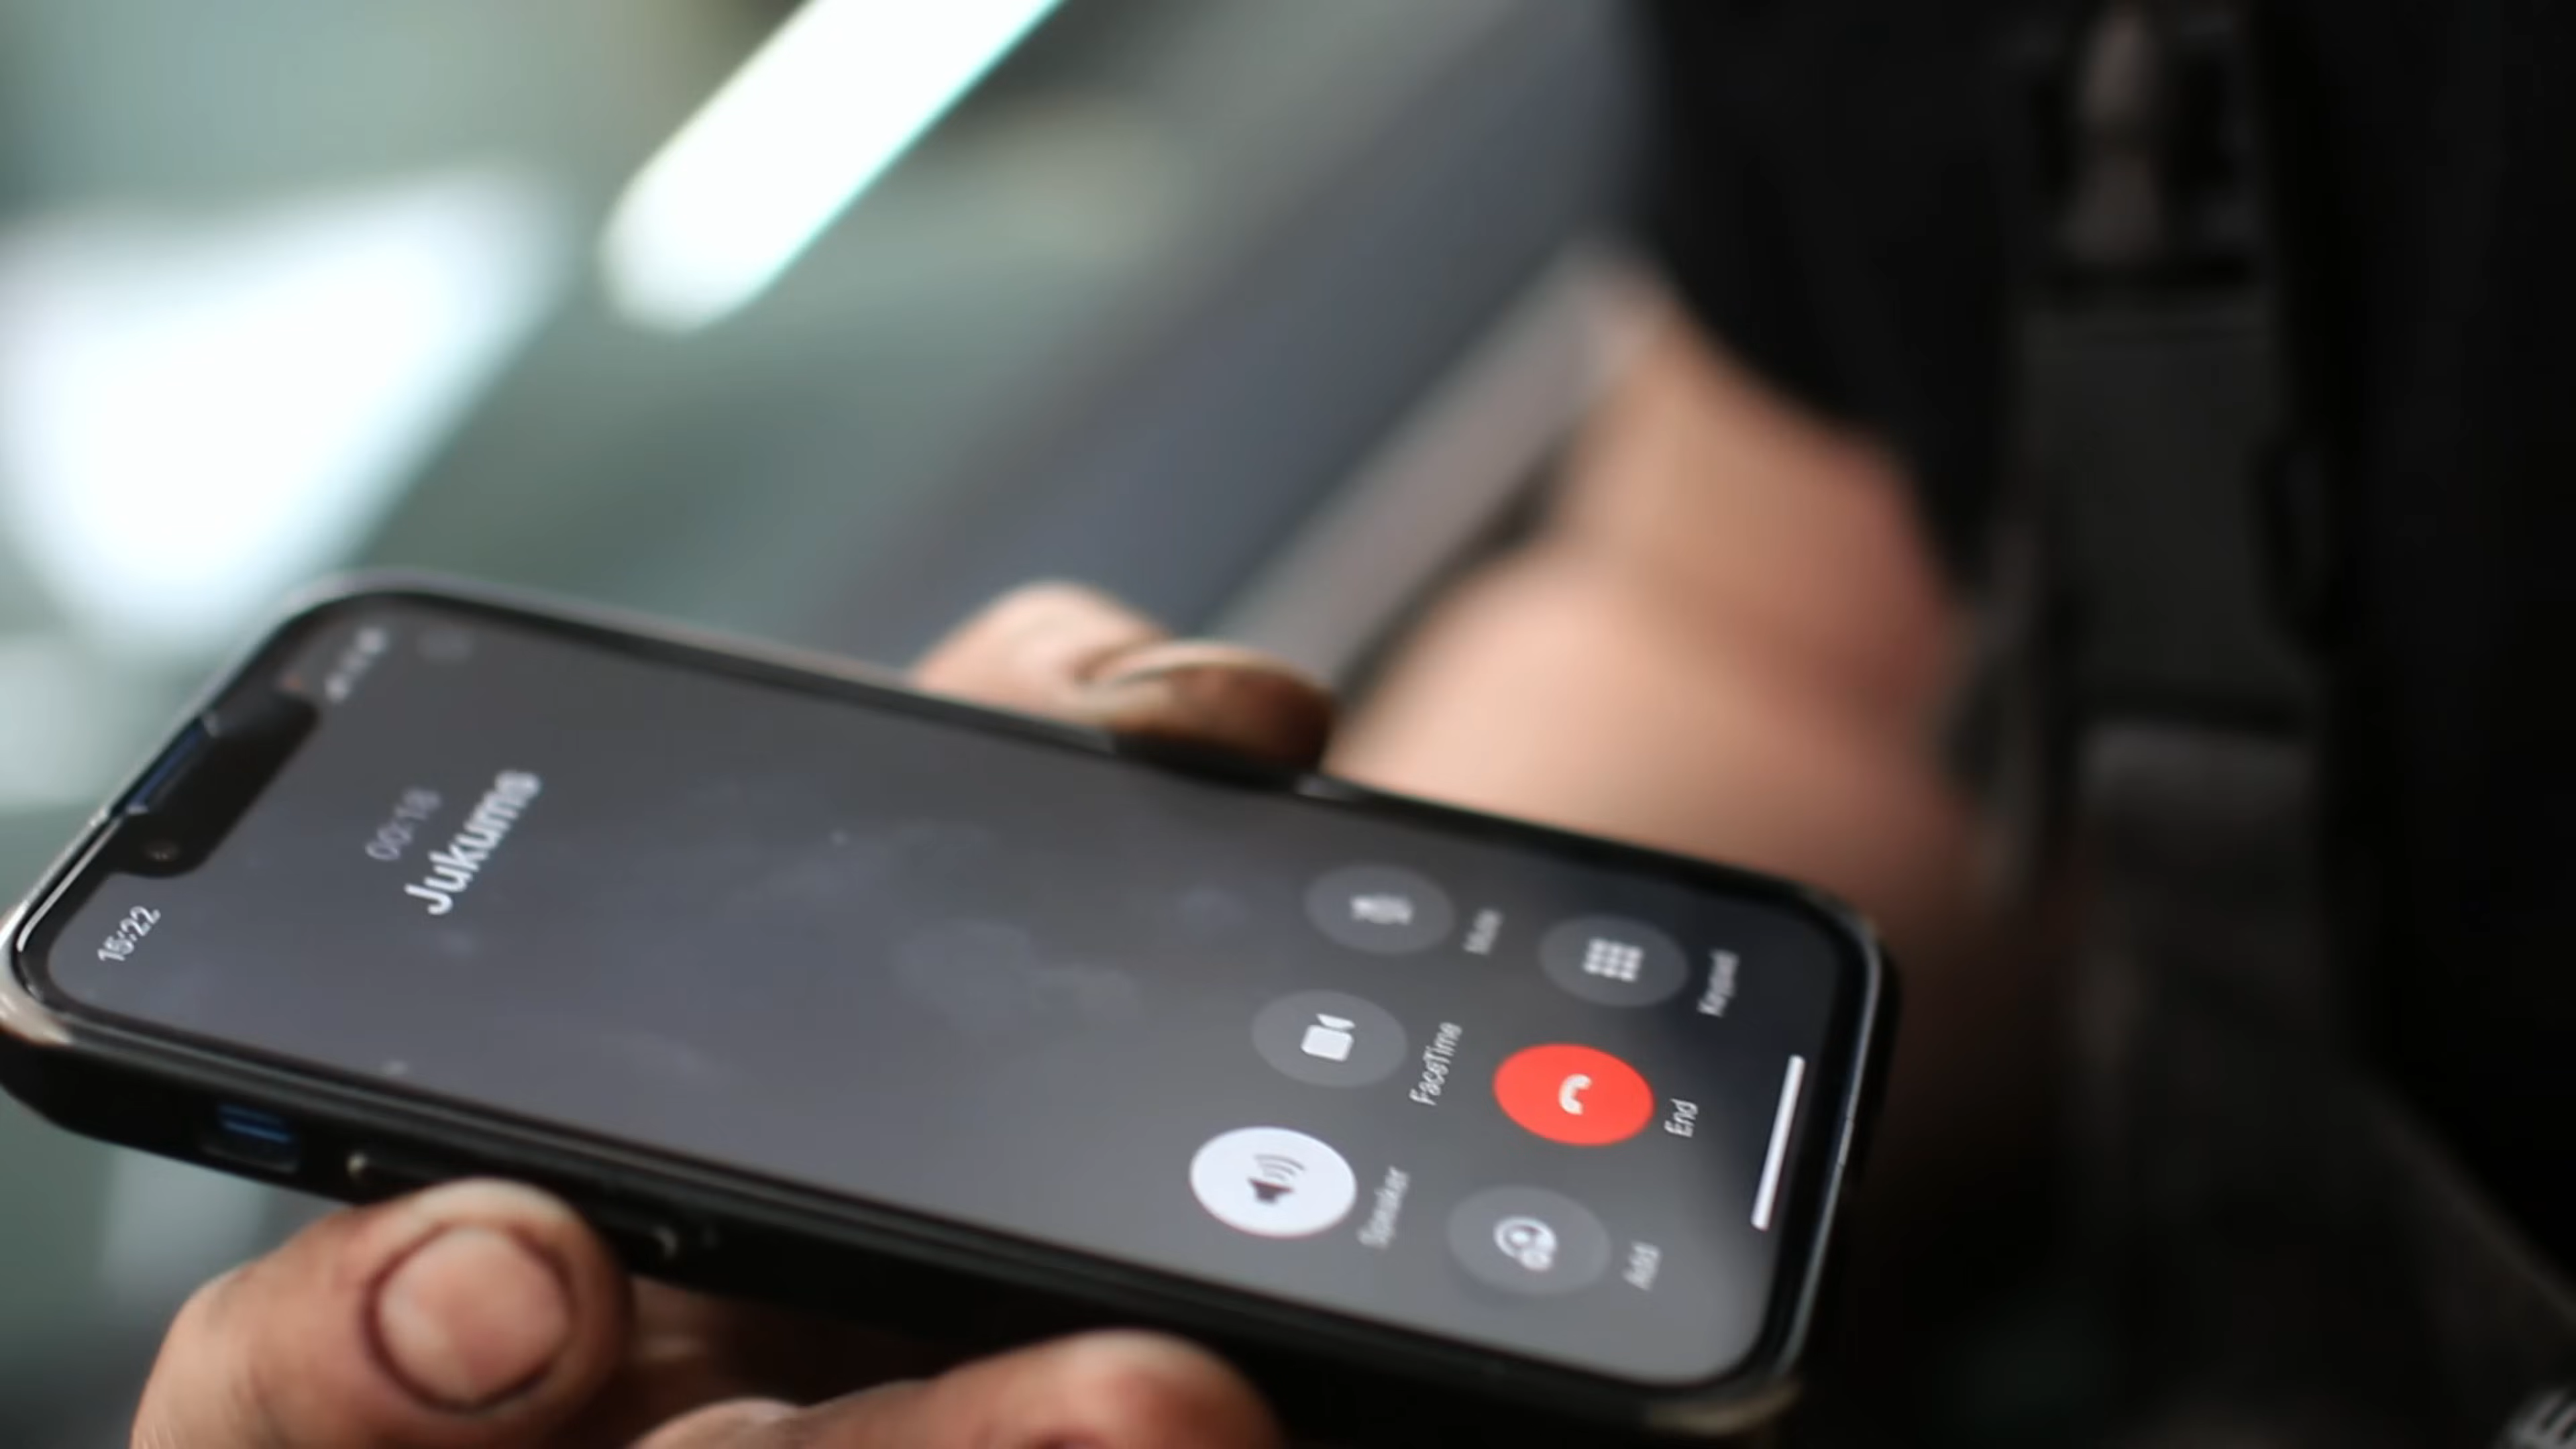 15:22
00:18
Jukums
Speaker
FaceTime
Mute
Add
End
Keypad